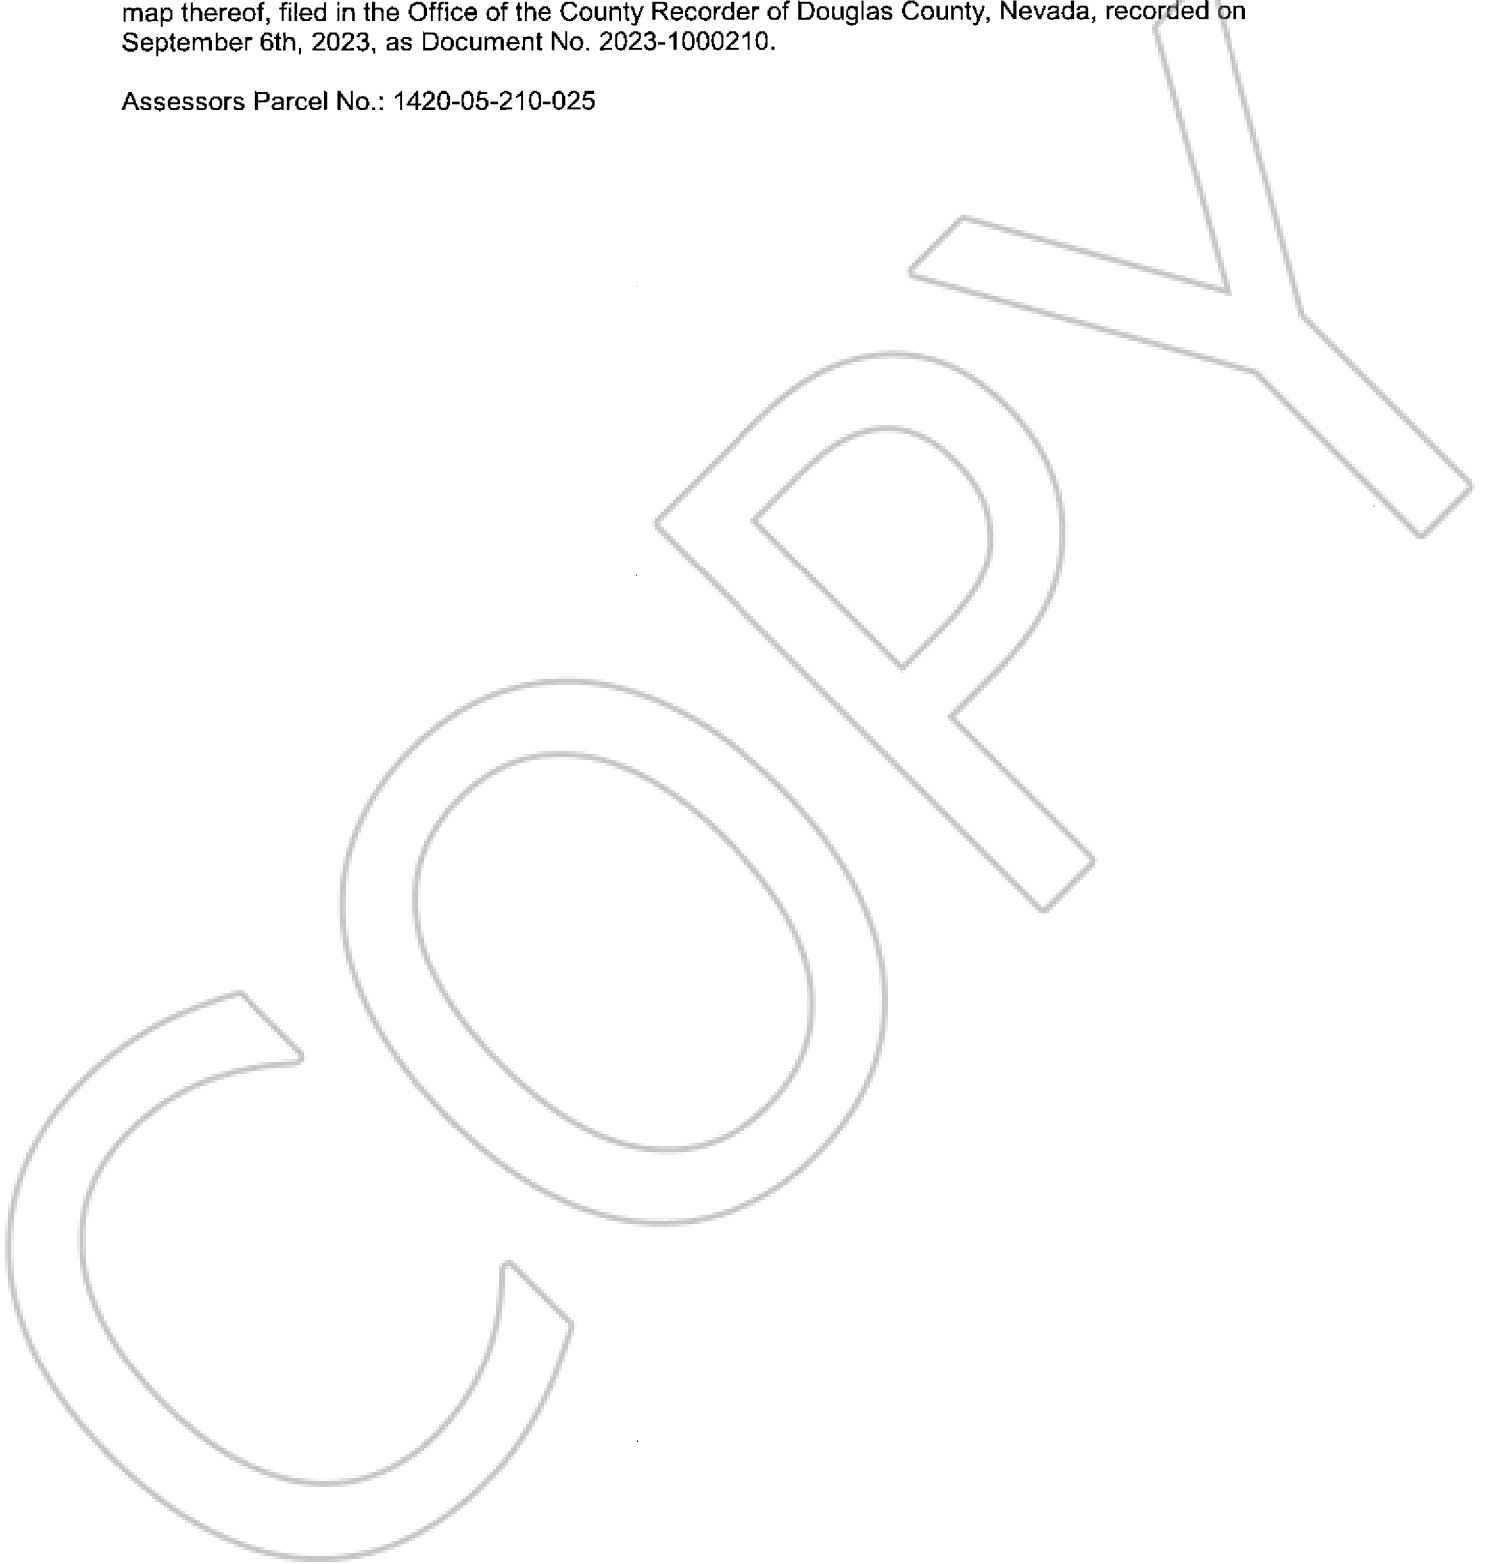 map thereof, filed in the Office of the County Recorder of Douglas County, Nevada, recorded on
September 6th, 2023, as Document No. 2023-1000210.
Assessors Parcel No.: 1420-05-210-025
COPY